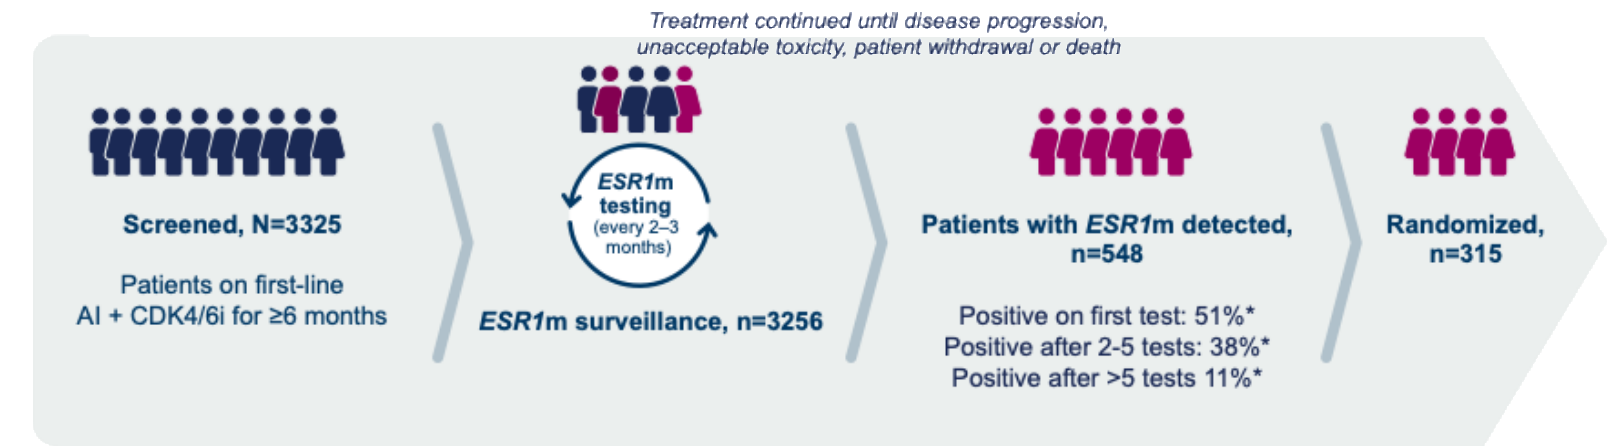 Treatment continued until disease progression,
unacceptable toxicity, patient withdrawal or death
Screened, N=3325
Patients on first-line
AI + CDK4/6i for ≥6 months
ESR1m
testing
(every 2–3
months)
ESR1m surveillance, n=3256
Patients with ESR1m detected,
n=548
Positive on first test: 51%*
Positive after 2-5 tests: 38%*
Positive after >5 tests 11%*
Randomized,
n=315